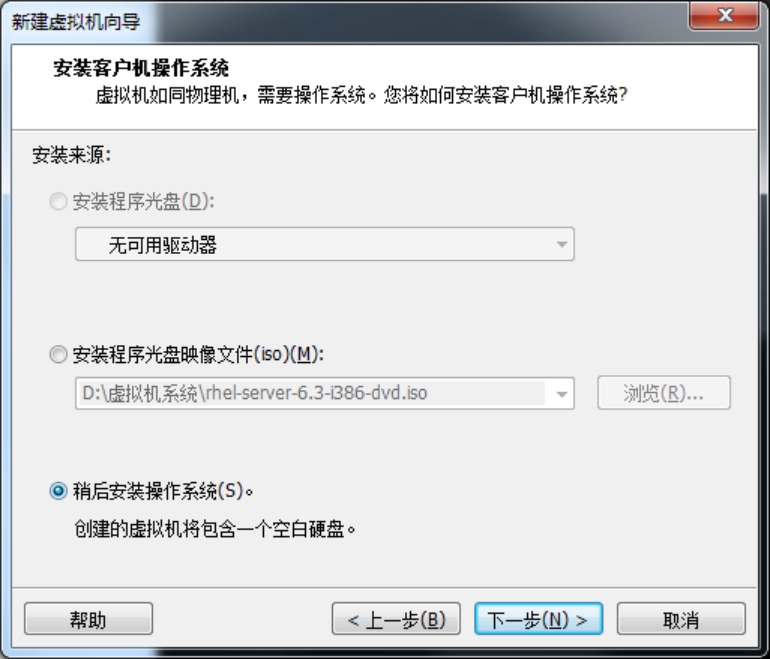 新建虚拟机向导
安装客户机操作系统
虚拟机如同物理机，需要操作系统。您将如何安装客户机操作系统?
安装来源:
安装程序光盘(D):
无可用驱动器
安装程序光盘映像文件(iso)(M):
D:\虚拟机系统\rhel-server-6.3-i386-dvd.iso
浏览(R)...
稍后安装操作系统(S)。
创建的虚拟机将包含一个空白硬盘。
帮助
< 上一步(B)
下一步(N) >
取消